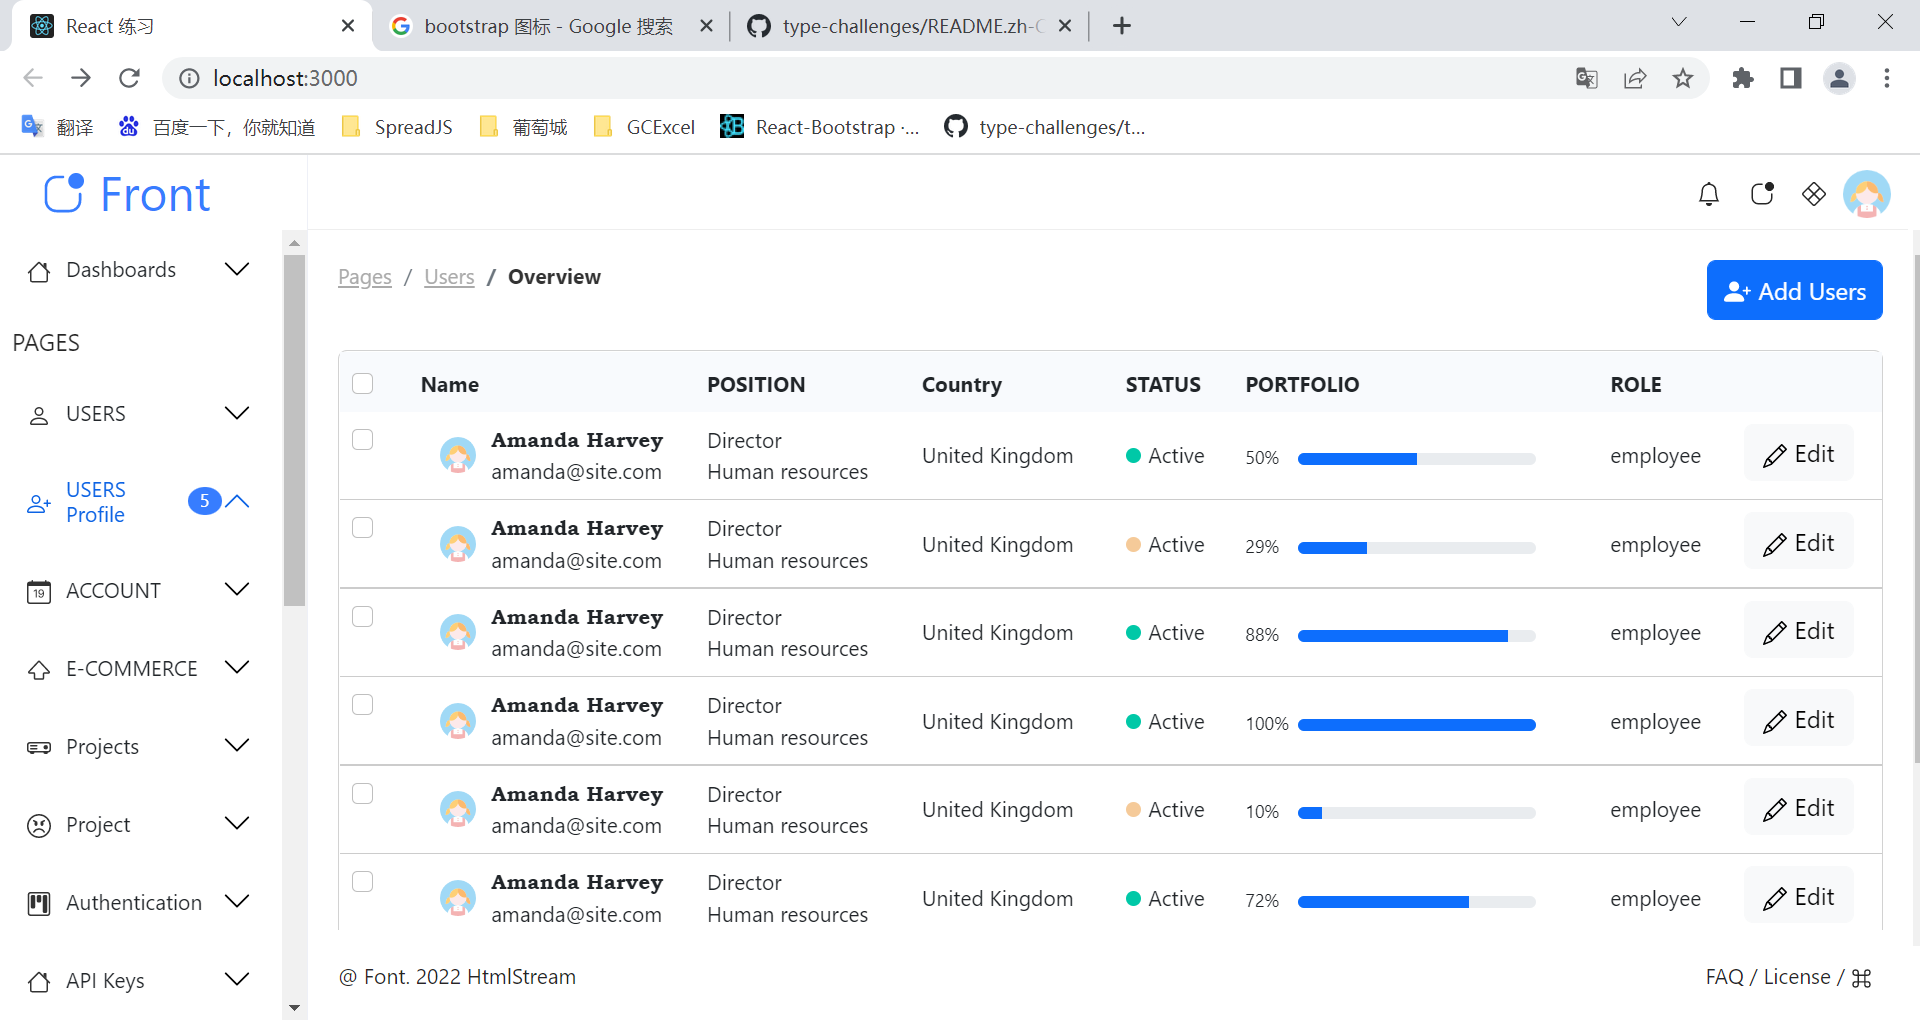 React 练习
bootstrap 图标 - Google 搜索
type-challenges/README.zh-C
localhost:3000
翻译
百度一下，你就知道
SpreadJS
葡萄城
GCExcel
React-Bootstrap ·...
type-challenges/t...
Front
Dashboards
PAGES
USERS
USERS Profile
5
ACCOUNT
19
E-COMMERCE
Projects
Project
Authentication
API Keys
Pages / Users / Overview
Add Users
Name POSITION Country STATUS PORTFOLIO ROLE
Amanda Harvey
amanda@site.com
Director
Human resources
United Kingdom
Active
50%
employee
Edit
Amanda Harvey
amanda@site.com
Director
Human resources
United Kingdom
Active
29%
employee
Edit
Amanda Harvey
amanda@site.com
Director
Human resources
United Kingdom
Active
88%
employee
Edit
Amanda Harvey
amanda@site.com
Director
Human resources
United Kingdom
Active
100%
employee
Edit
Amanda Harvey
amanda@site.com
Director
Human resources
United Kingdom
Active
10%
employee
Edit
Amanda Harvey
amanda@site.com
Director
Human resources
United Kingdom
Active
72%
employee
Edit
@ Font. 2022 HtmlStream
FAQ / License / ⌘